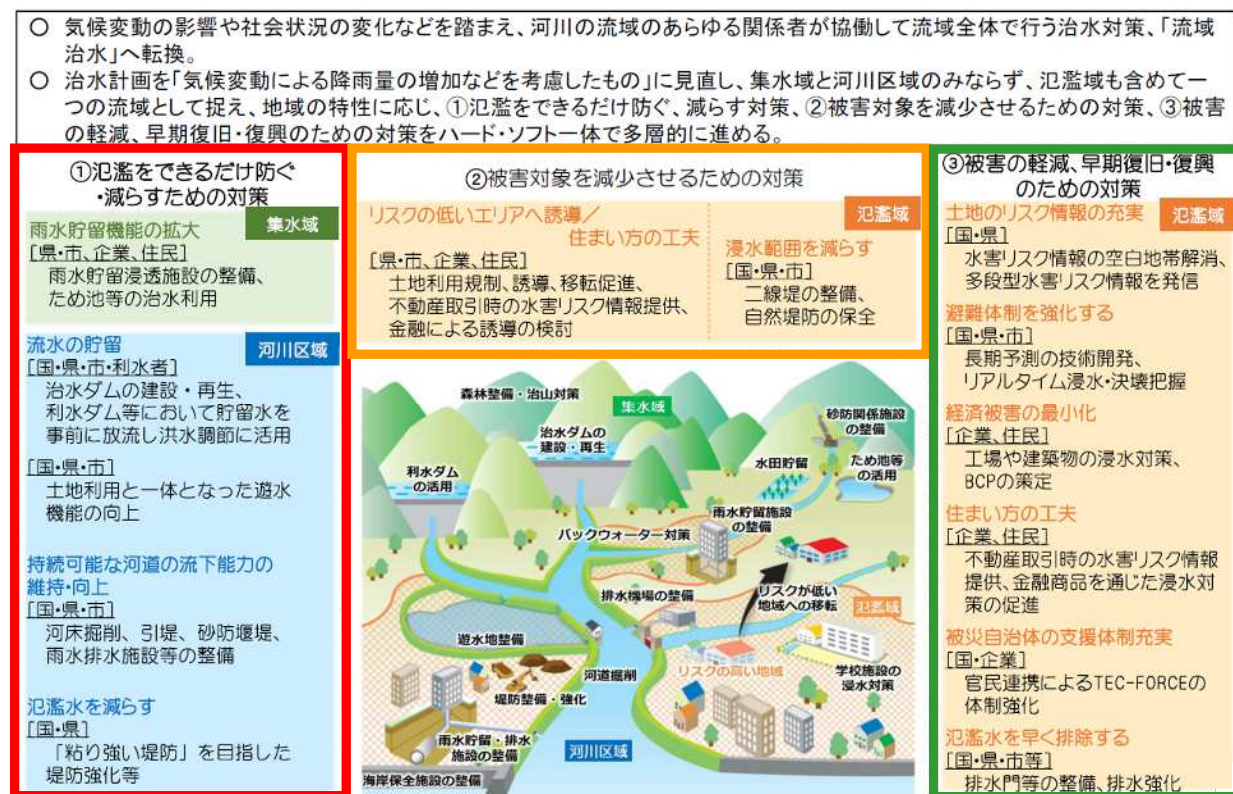 ○ 気候変動の影響や社会状況の変化などを踏まえ、河川の流域のあらゆる関係者が協働して流域全体で行う治水対策、「流域
治水」へ転換。
○ 治水計画を「気候変動による降雨量の増加などを考慮したもの」に見直し、集水域と河川区域のみならず、氾濫域も含めて一
つの流域として捉え、地域の特性に応じ、①氾濫をできるだけ防ぐ、減らす対策、②被害対象を減少させるための対策、③被害
の軽減、早期復旧・復興のための対策をハード・ソフト一体で多層的に進める。
①氾濫をできるだけ防ぐ
・減らすための対策
集水域
雨水貯留機能の拡大
[県・市、企業、住民]
雨水貯留浸透施設の整備、
ため池等の治水利用
流水の貯留
河川区域
[国・県・市・利水者]
治水ダムの建設・再生、
利水ダム等において貯留水を
事前に放流し洪水調節に活用
[国・県・市]
土地利用と一体となった遊水
機能の向上
持続可能な河道の流下能力の
維持・向上
[国・県・市]
河床掘削、引堤、砂防堰堤、
雨水排水施設等の整備
氾濫水を減らす
[国・県]
「粘り強い堤防」を目指した
堤防強化等
②被害対象を減少させるための対策
リスクの低いエリアへ誘導／
住まい方の工夫
[県・市、企業、住民]
土地利用規制、誘導、移転促進、
不動産取引時の水害リスク情報提供、
金融による誘導の検討
氾濫域
浸水範囲を減らす
[国・県・市]
二線堤の整備、
自然堤防の保全
森林整備・治山対策
集水域
砂防関係施設
の整備
治水ダムの
建設・再生
利水ダム
の活用
水田貯留
ため池等
の活用
雨水貯留施設
の整備
バックウォーター対策
排水機場の整備
リスクが低い
地域への移転
氾濫域
遊水地整備
河道掘削
リスクの高い地域
学校施設の
浸水対策
堤防整備・強化
雨水貯留・排水
施設の整備
河川区域
海岸保全施設の整備
③被害の軽減、早期復旧・復興
のための対策
土地のリスク情報の充実
氾濫域
[国・県]
水害リスク情報の空白地帯解消、
多段型水害リスク情報を発信
避難体制を強化する
[国・県・市]
長期予測の技術開発、
リアルタイム浸水・決壊把握
経済被害の最小化
[企業、住民]
工場や建築物の浸水対策、
BCPの策定
住まい方の工夫
[企業、住民]
不動産取引時の水害リスク情報
提供、金融商品を通じた浸水対
策の促進
被災自治体の支援体制充実
[国・企業]
官民連携によるTEC-FORCEの
体制強化
氾濫水を早く排除する
[国・県・市等]
排水門等の整備、排水強化